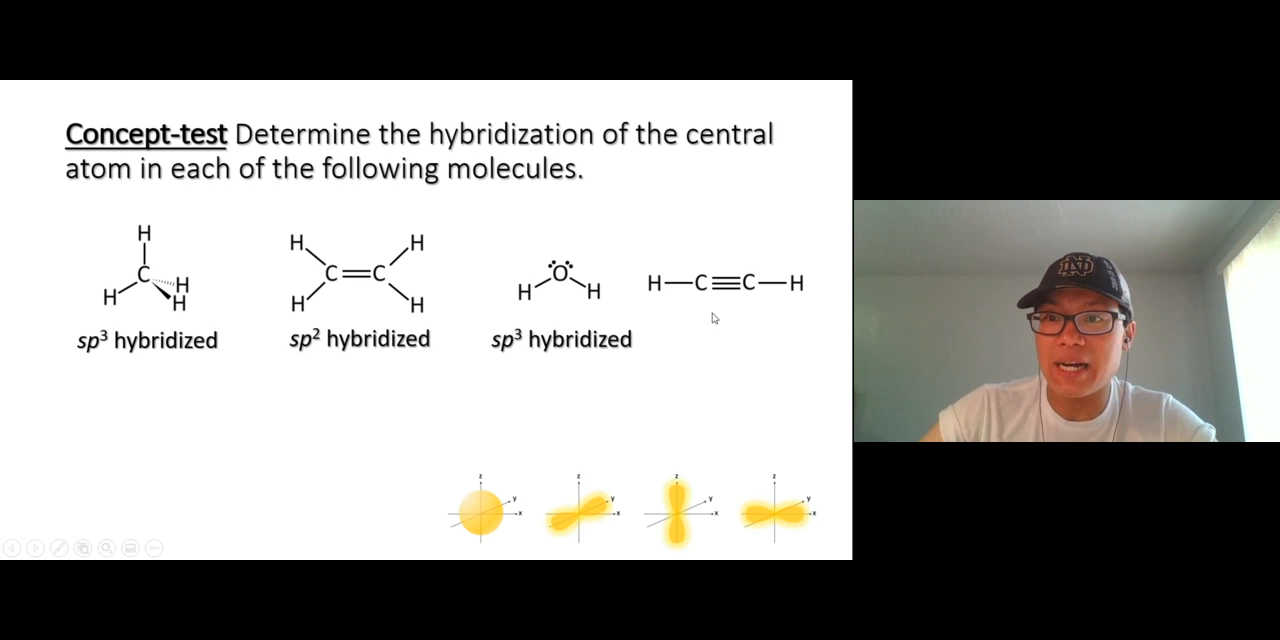 Concept-test Determine the hybridization of the central
atom in each of the following molecules.
H
C
H
H
H
sp³ hybridized
H
H
C
C
H
H
sp² hybridized
O
H
H
sp³ hybridized
H—C≡C—H
z
y
x
z
y
x
z
y
x
z
y
x
ND